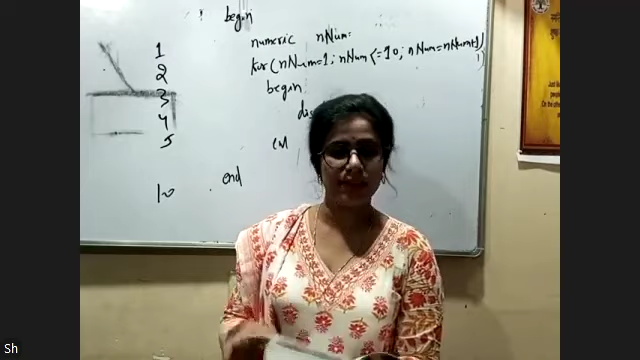 begin
numeric nNum
for (nNum=1; nNum<=10; nNum=nNum+1)
begin
end
end
1
2
3
4
5
10
Sh